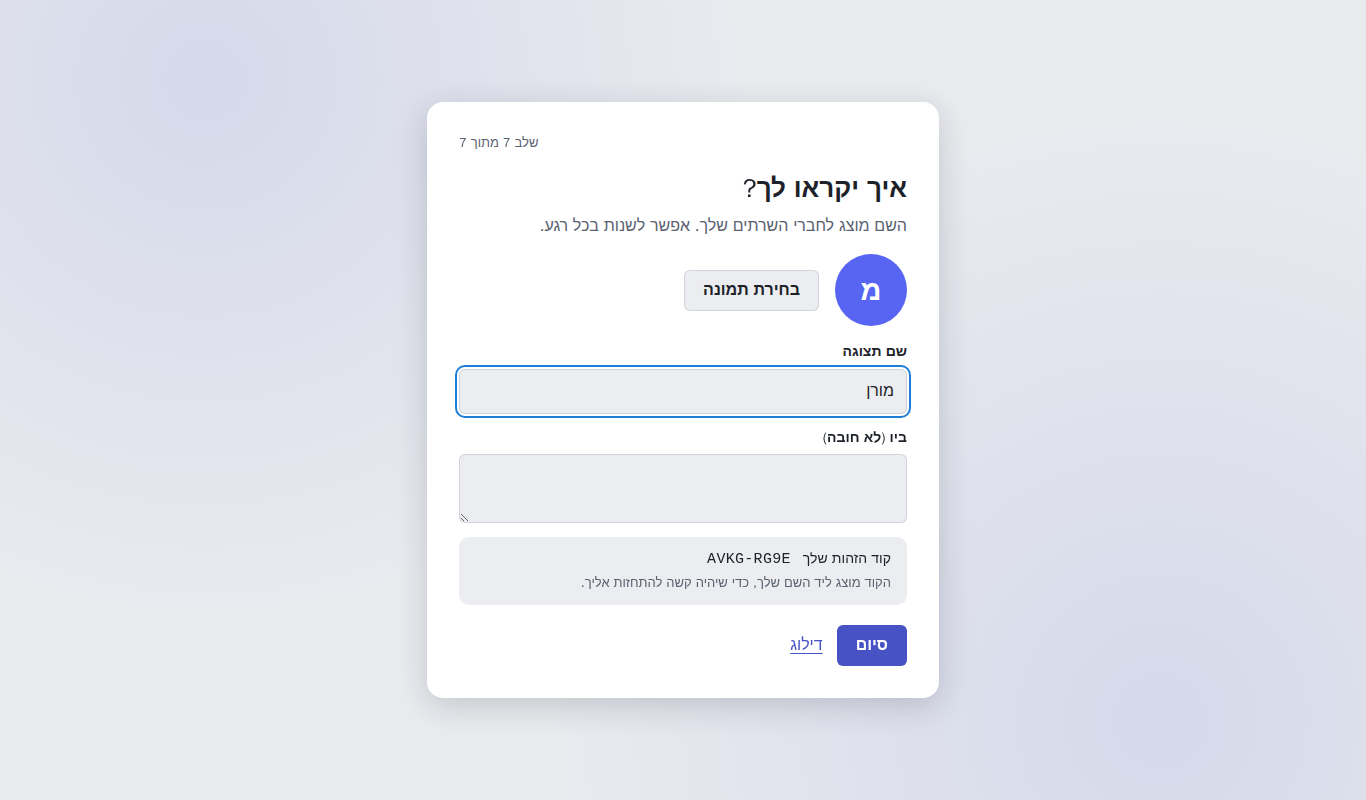 שלב 7 מתוך 7
איך יקראו לך?
השם מוצג לחברי השרתים שלך. אפשר לשנות בכל רגע.
מ
בחירת תמונה
שם תצוגה
מורן
ביו (לא חובה)
קוד הזהות שלך AVKG-RG9E
הקוד מוצג ליד השם שלך, כדי שיהיה קשה להתחזות אליך.
סיום
דילוג